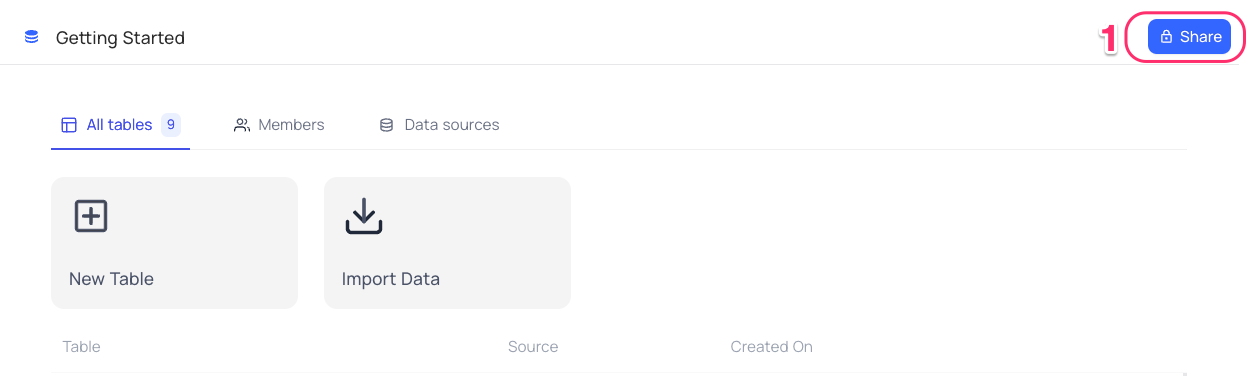 Getting Started
1
Share
All tables 9 Members Data sources
New Table Import Data
Table Source Created On